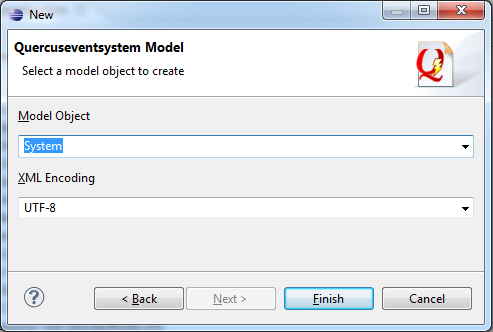 New
Quercuseventsystem Model
Select a model object to create
Q
Model Object
System
XML Encoding
UTF-8
?
< Back
Next >
Finish
Cancel